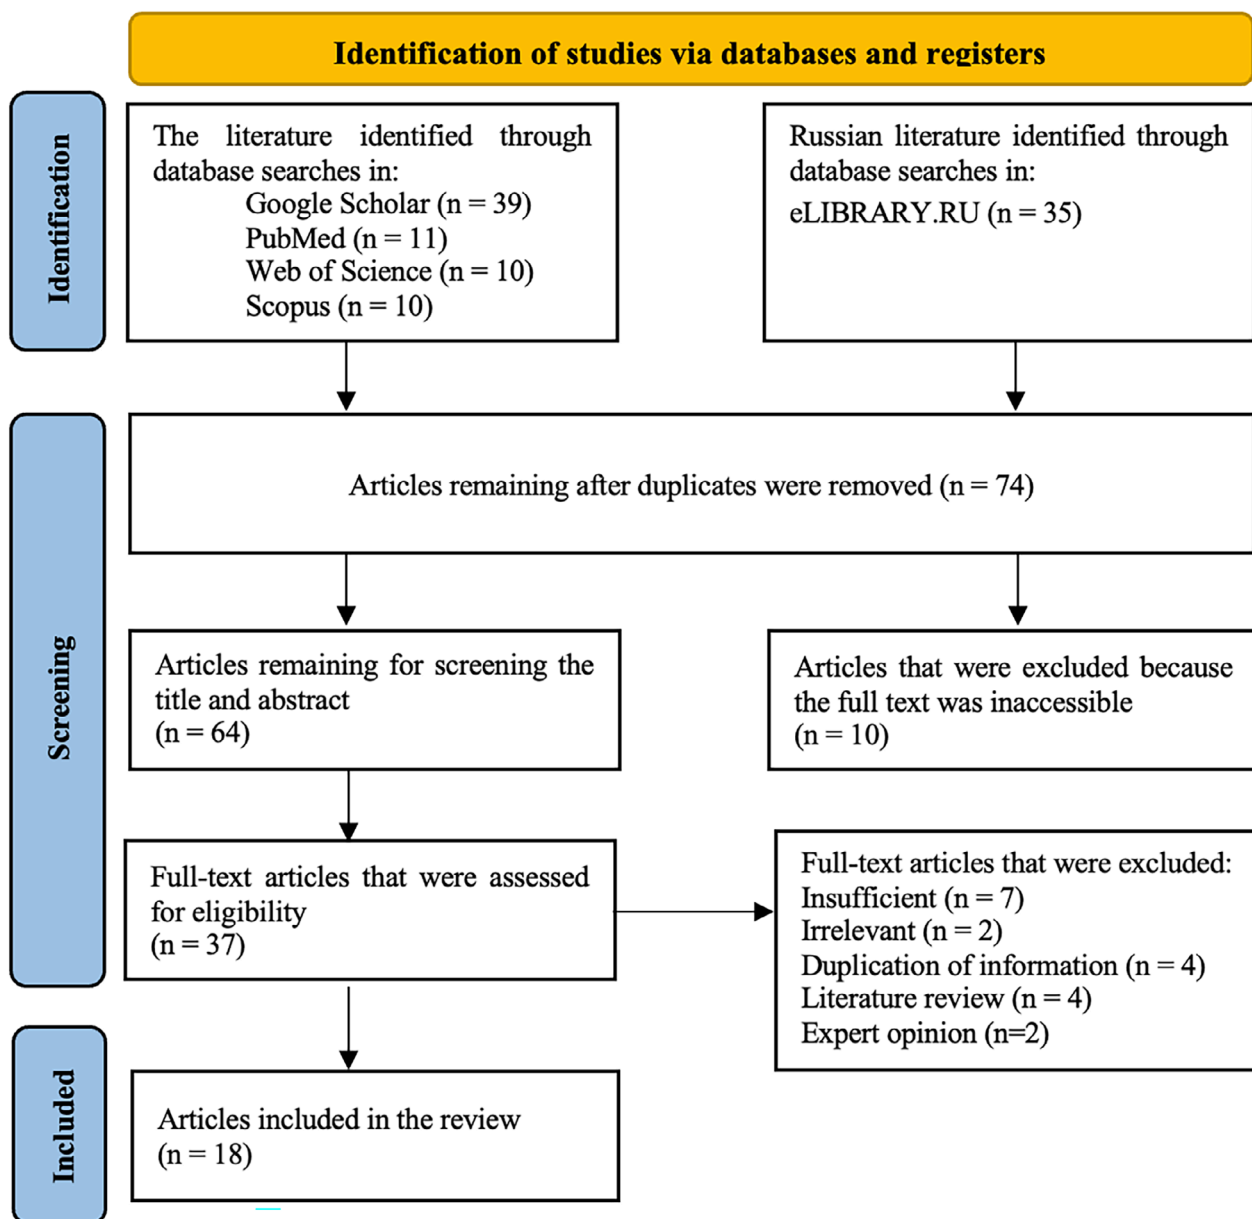 Identification of studies via databases and registers
Identification
The literature identified through
database searches in:
Google Scholar (n = 39)
PubMed (n = 11)
Web of Science (n = 10)
Scopus (n = 10)
Russian literature identified through
database searches in:
eLIBRARY.RU (n = 35)
Screening
Articles remaining after duplicates were removed (n = 74)
Articles remaining for screening the
title and abstract
(n = 64)
Articles that were excluded because
the full text was inaccessible
(n = 10)
Full-text articles that were assessed
for eligibility
(n = 37)
Full-text articles that were excluded:
Insufficient (n = 7)
Irrelevant (n = 2)
Duplication of information (n = 4)
Literature review (n = 4)
Expert opinion (n=2)
Included
Articles included in the review
(n = 18)